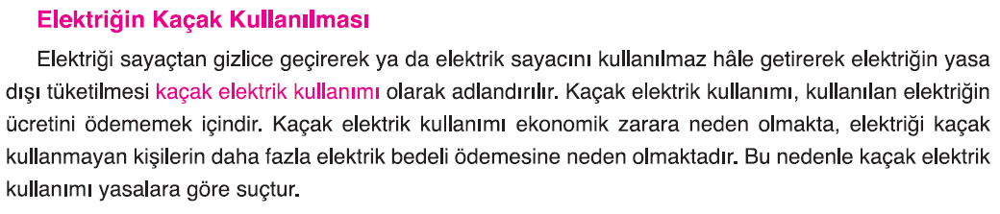 Elektriğin Kaçak Kullanılması
Elektriği sayaçtan gizlice geçirerek ya da elektrik sayacını kullanılmaz hâle getirerek elektriğin yasa
dışı tüketilmesi kaçak elektrik kullanımı olarak adlandırılır. Kaçak elektrik kullanımı, kullanılan elektriğin
ücretini ödememek içindir. Kaçak elektrik kullanımı ekonomik zarara neden olmakta, elektriği kaçak
kullanmayan kişilerin daha fazla elektrik bedeli ödemesine neden olmaktadır. Bu nedenle kaçak elektrik
kullanımı yasalara göre suçtur.